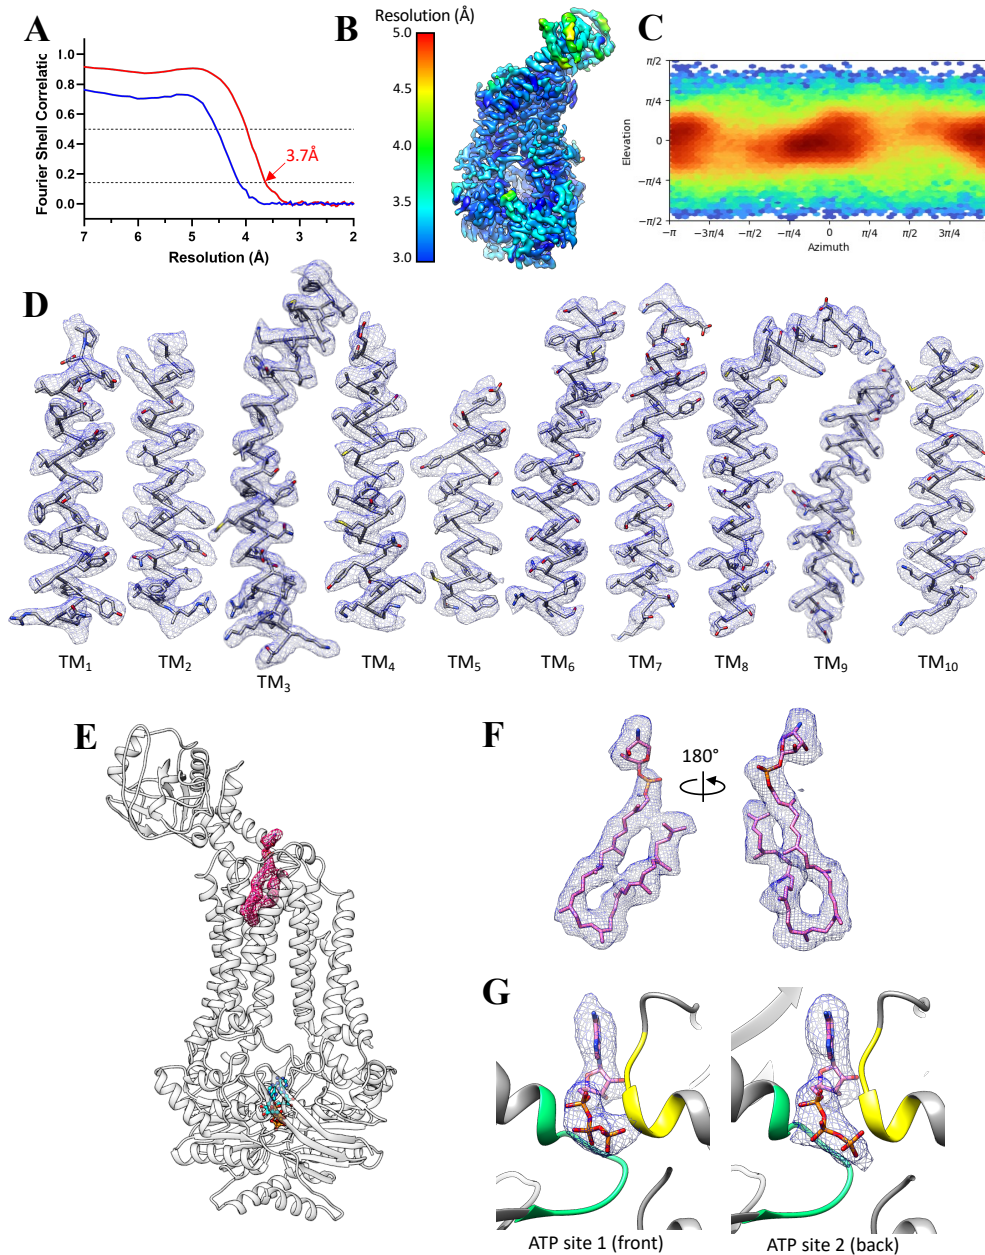 A
Fourier Shell Correlatic
1.0
0.8
0.6
0.4
0.2
0.0
3.7Å
7
6
5
4
3
2
Resolution (Å)
B
Resolution (Å)
5.0
4.5
4.0
3.5
3.0
C
Elevation
π/2
π/4
0
−π/4
−π/2
−π
−3π/4
−π/2
−π/4
0
π/4
π/2
3π/4
Azimuth
D
TM₁
TM₂
TM₃
TM₄
TM₅
TM₆
TM₇
TM₈
TM₉
TM₁₀
E
F
180°
G
ATP site 1 (front)
ATP site 2 (back)